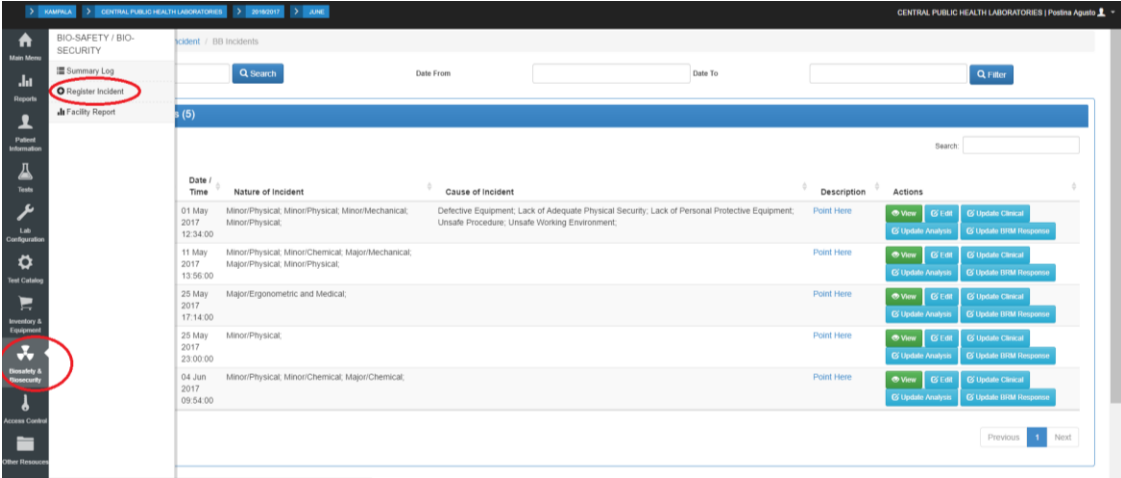 KAMPALA CENTRAL PUBLIC HEALTH LABORATORIES 2016/2017 JUNE
CENTRAL PUBLIC HEALTH LABORATORIES | Postina Agusto
Main Menu
Reports
Patient Information
Tests
Lab Configuration
Test Catalog
Inventory & Equipment
Biosafety & Biosecurity
Access Control
Other Resources
BIO-SAFETY / BIO-
SECURITY
Summary Log
Register Incident
Facility Report
/ BB Incidents
Search Date From Date To Filter
(5)
Search:
Date / Time Nature of Incident Cause of Incident Description Actions
01 May Minor/Physical; Minor/Physical; Minor/Mechanical; Defective Equipment; Lack of Adequate Physical Security; Lack of Personal Protective Equipment; Point Here View Edit Update Clinical
2017 Minor/Physical; Unsafe Procedure; Unsafe Working Environment; Update Analysis Update BRM Response
12:34:00
11 May Minor/Physical; Minor/Chemical; Major/Mechanical; Point Here View Edit Update Clinical
2017 Major/Physical; Minor/Physical; Update Analysis Update BRM Response
13:56:00
25 May Major/Ergonometric and Medical; Point Here View Edit Update Clinical
2017 Update Analysis Update BRM Response
17:14:00
25 May Minor/Physical; Point Here View Edit Update Clinical
2017 Update Analysis Update BRM Response
23:00:00
04 Jun Minor/Physical; Minor/Chemical; Major/Chemical; Point Here View Edit Update Clinical
2017 Update Analysis Update BRM Response
09:54:00
Previous 1 Next